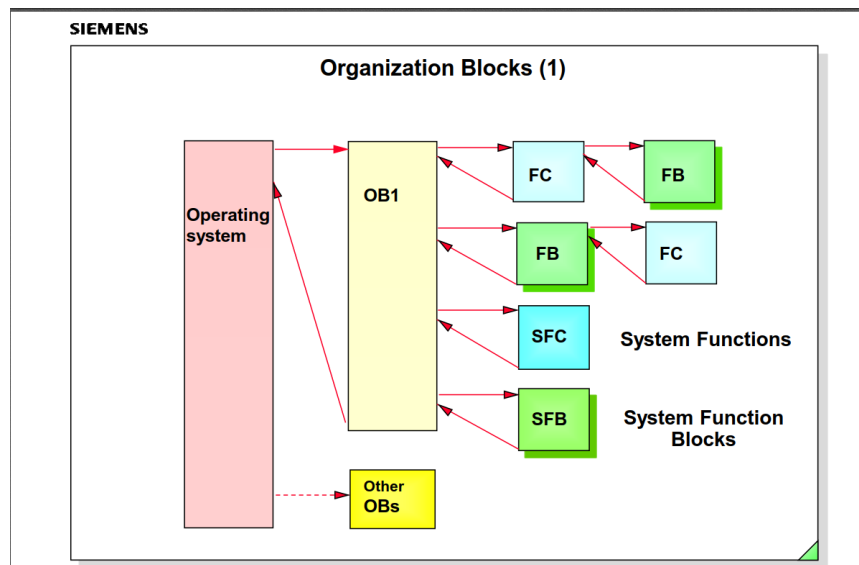 SIEMENS
Organization Blocks (1)
FC
FB
OB1
Operating
system
FB
FC
SFC
System Functions
SFB
System Function
Blocks
Other
OBs